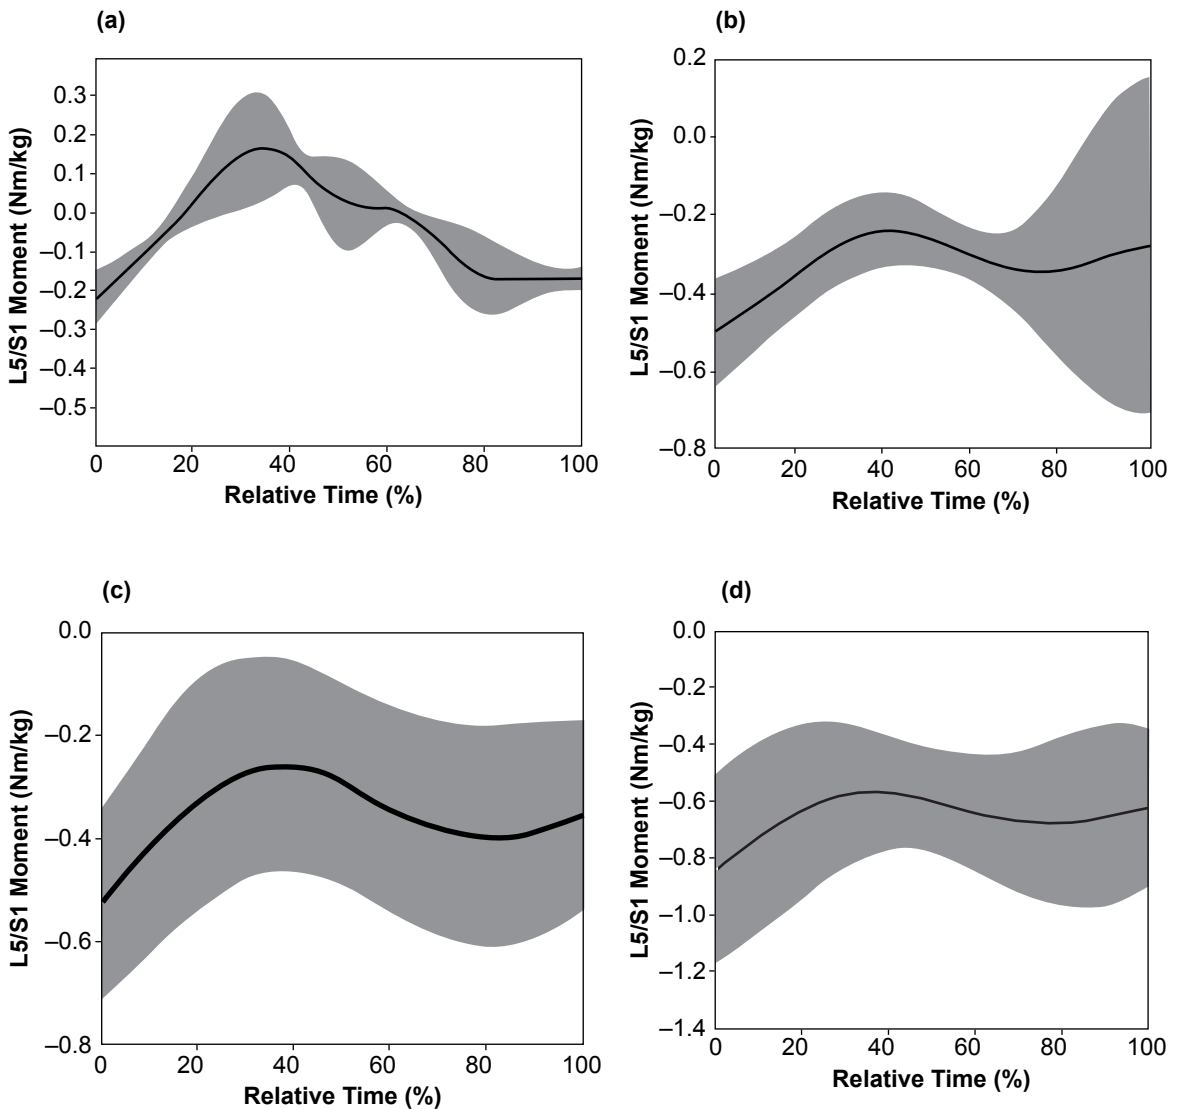 (a)
0.3
0.2
0.1
0.0
–0.1
–0.2
–0.3
–0.4
–0.5
L5/S1 Moment (Nm/kg)
0 20 40 60 80 100
Relative Time (%)
(b)
0.2
0.0
–0.2
–0.4
–0.6
–0.8
L5/S1 Moment (Nm/kg)
0 20 40 60 80 100
Relative Time (%)
(c)
0.0
–0.2
–0.4
–0.6
–0.8
L5/S1 Moment (Nm/kg)
0 20 40 60 80 100
Relative Time (%)
(d)
0.0
–0.2
–0.4
–0.6
–0.8
–1.0
–1.2
–1.4
L5/S1 Moment (Nm/kg)
0 20 40 60 80 100
Relative Time (%)